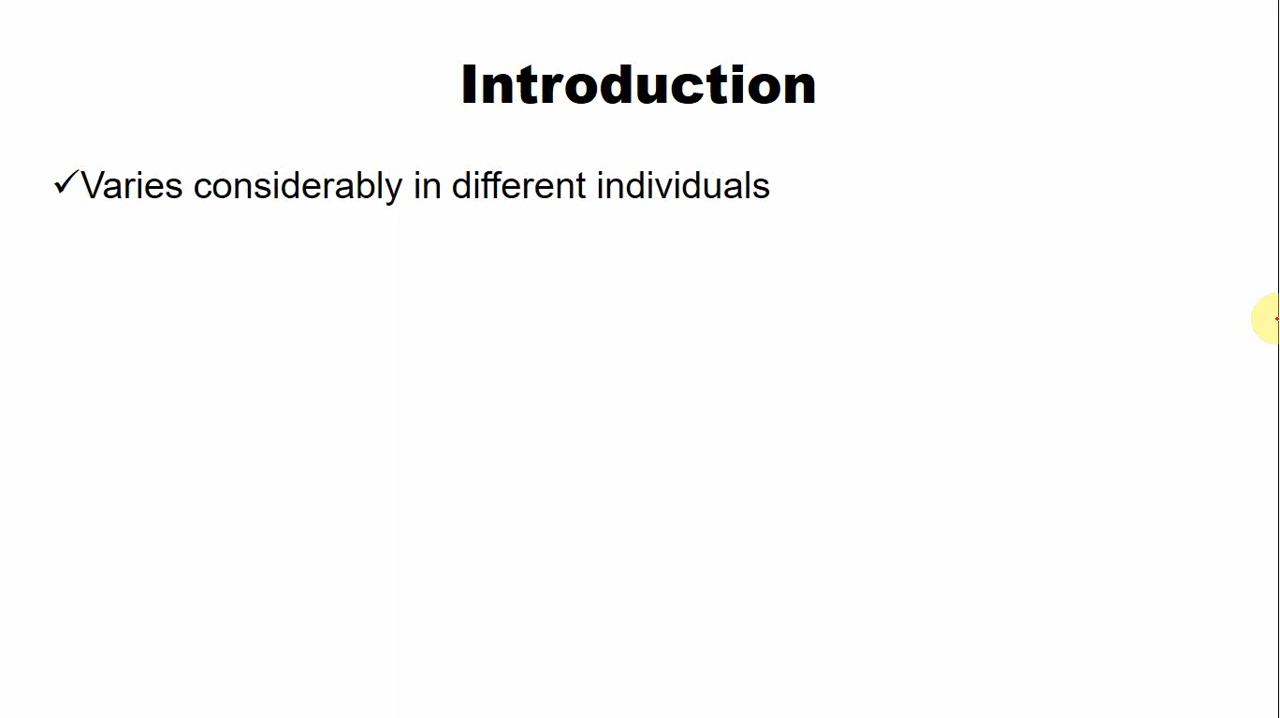 Introduction
✓Varies considerably in different individuals